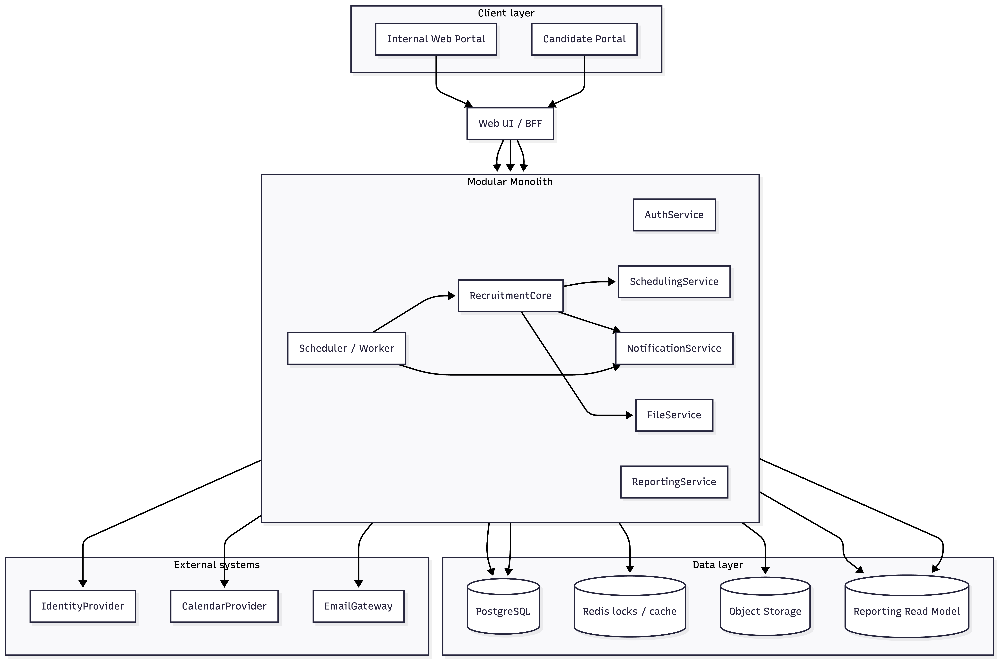 Client layer
Internal Web Portal
Candidate Portal
Web UI / BFF
Modular Monolith
AuthService
SchedulingService
RecruitmentCore
Scheduler / Worker
NotificationService
FileService
ReportingService
External systems
Data layer
IdentityProvider
CalendarProvider
EmailGateway
PostgreSQL
Redis locks / cache
Object Storage
Reporting Read Model